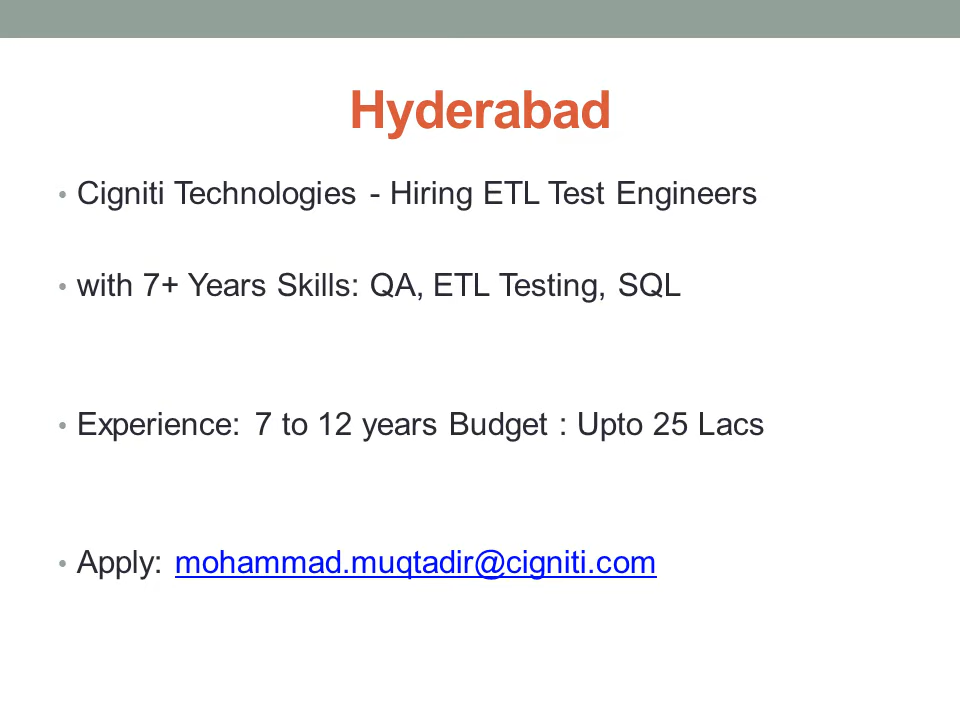 Hyderabad
• Cigniti Technologies - Hiring ETL Test Engineers
• with 7+ Years Skills: QA, ETL Testing, SQL
• Experience: 7 to 12 years Budget : Upto 25 Lacs
• Apply: mohammad.muqtadir@cigniti.com